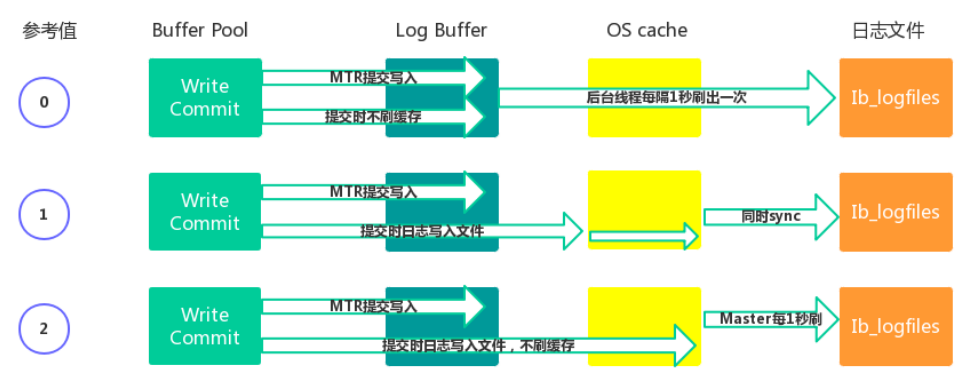 参考值 Buffer Pool Log Buffer OS cache 日志文件
0
Write
Commit
MTR提交写入
提交时不刷缓存
后台线程每隔1秒刷出一次
Ib_logfiles
1
Write
Commit
MTR提交写入
提交时日志写入文件
同时sync
Ib_logfiles
2
Write
Commit
MTR提交写入
提交时日志写入文件，不刷缓存
Master每1秒刷
Ib_logfiles